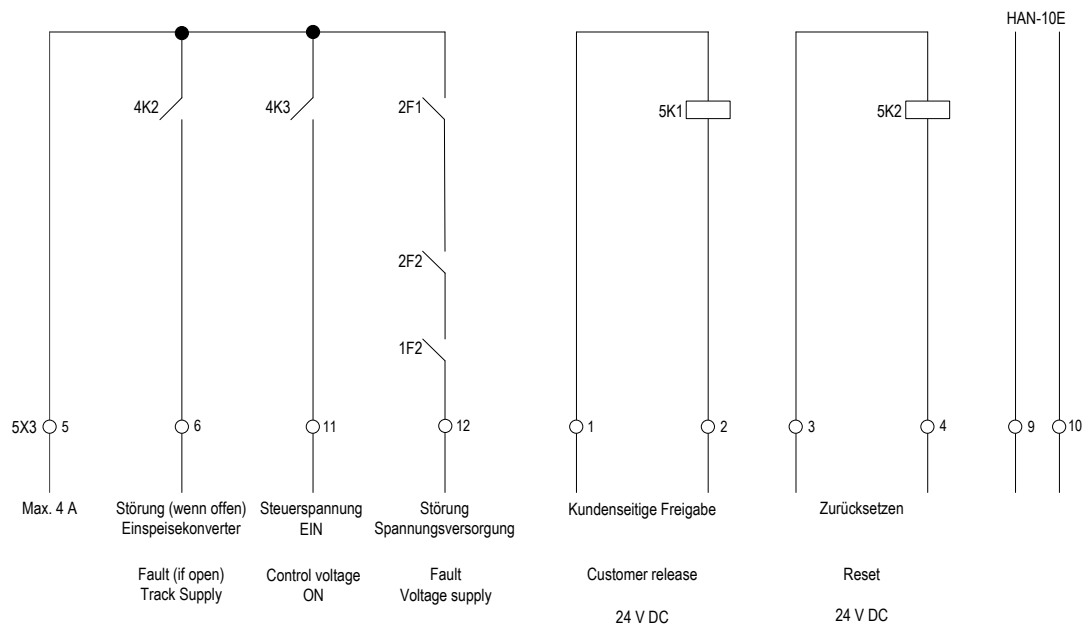 HAN-10E
4K2
4K3
2F1
5K1
5K2
2F2
1F2
5X3 5
6
11
12
1
2
3
4
9
10
Max. 4 A
Störung (wenn offen)
Einspeisekonverter
Steuerspannung
EIN
Störung
Spannungsversorgung
Kundenseitige Freigabe
Zurücksetzen
Fault (if open)
Track Supply
Control voltage
ON
Fault
Voltage supply
Customer release
Reset
24 V DC
24 V DC